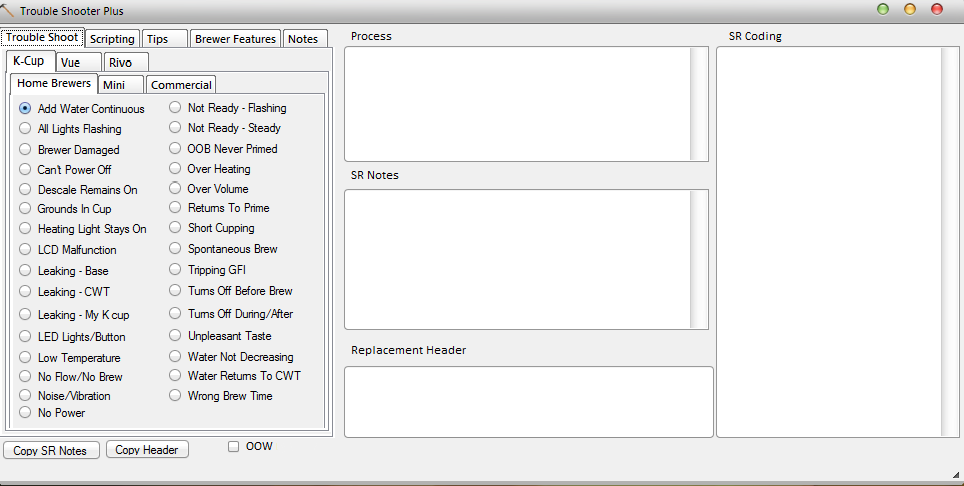 Trouble Shooter Plus
Trouble Shoot
Scripting
Tips
Brewer Features
Notes
K-Cup
Vue
Rivo
Home Brewers
Mini
Commercial
Add Water Continuous
All Lights Flashing
Brewer Damaged
Can't Power Off
Descale Remains On
Grounds In Cup
Heating Light Stays On
LCD Malfunction
Leaking - Base
Leaking - CWT
Leaking - My K cup
LED Lights/Button
Low Temperature
No Flow/No Brew
Noise/Vibration
No Power
Not Ready - Flashing
Not Ready - Steady
OOB Never Primed
Over Heating
Over Volume
Returns To Prime
Short Cupping
Spontaneous Brew
Tripping GFI
Turns Off Before Brew
Turns Off During/After
Unpleasant Taste
Water Not Decreasing
Water Returns To CWT
Wrong Brew Time
Copy SR Notes
Copy Header
OOW
Process
SR Notes
Replacement Header
SR Coding